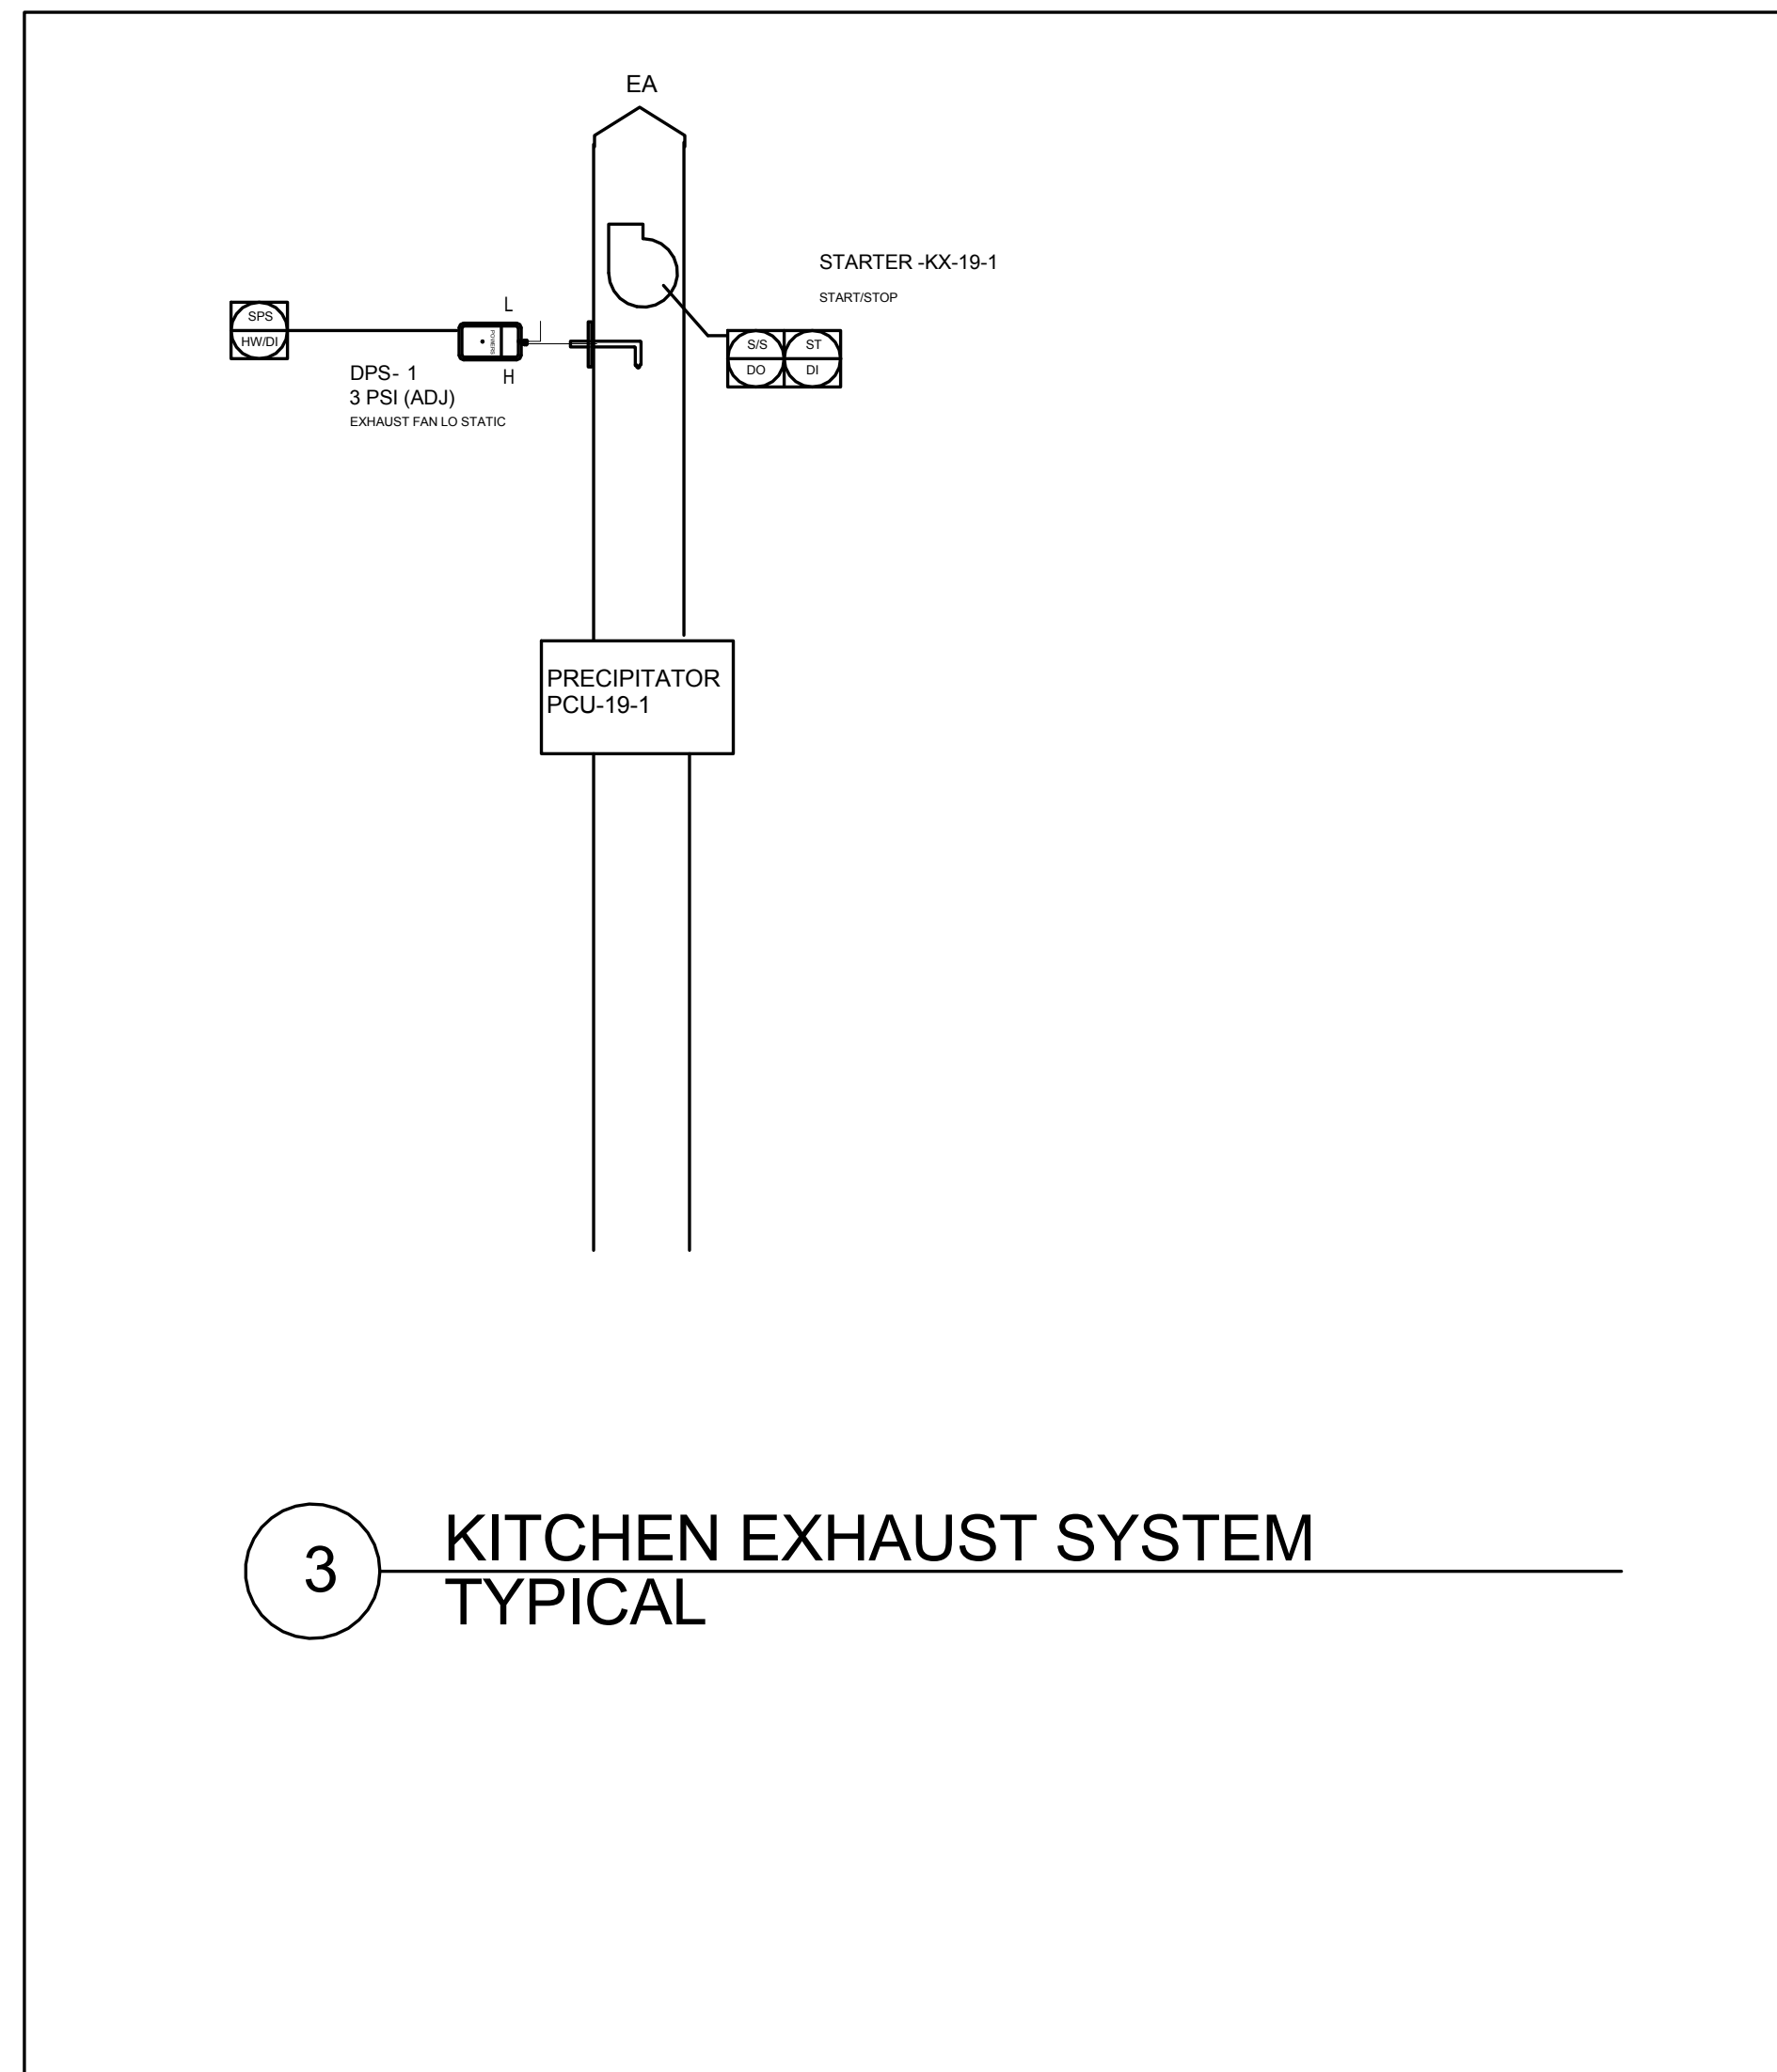 EA
STARTER -KX-19-1
START/STOP
L
SPS
HW/DI
POWERS
H
S/S
ST
DO
DI
DPS- 1
3 PSI (ADJ)
EXHAUST FAN LO STATIC
PRECIPITATOR
PCU-19-1
3
KITCHEN EXHAUST SYSTEM
TYPICAL